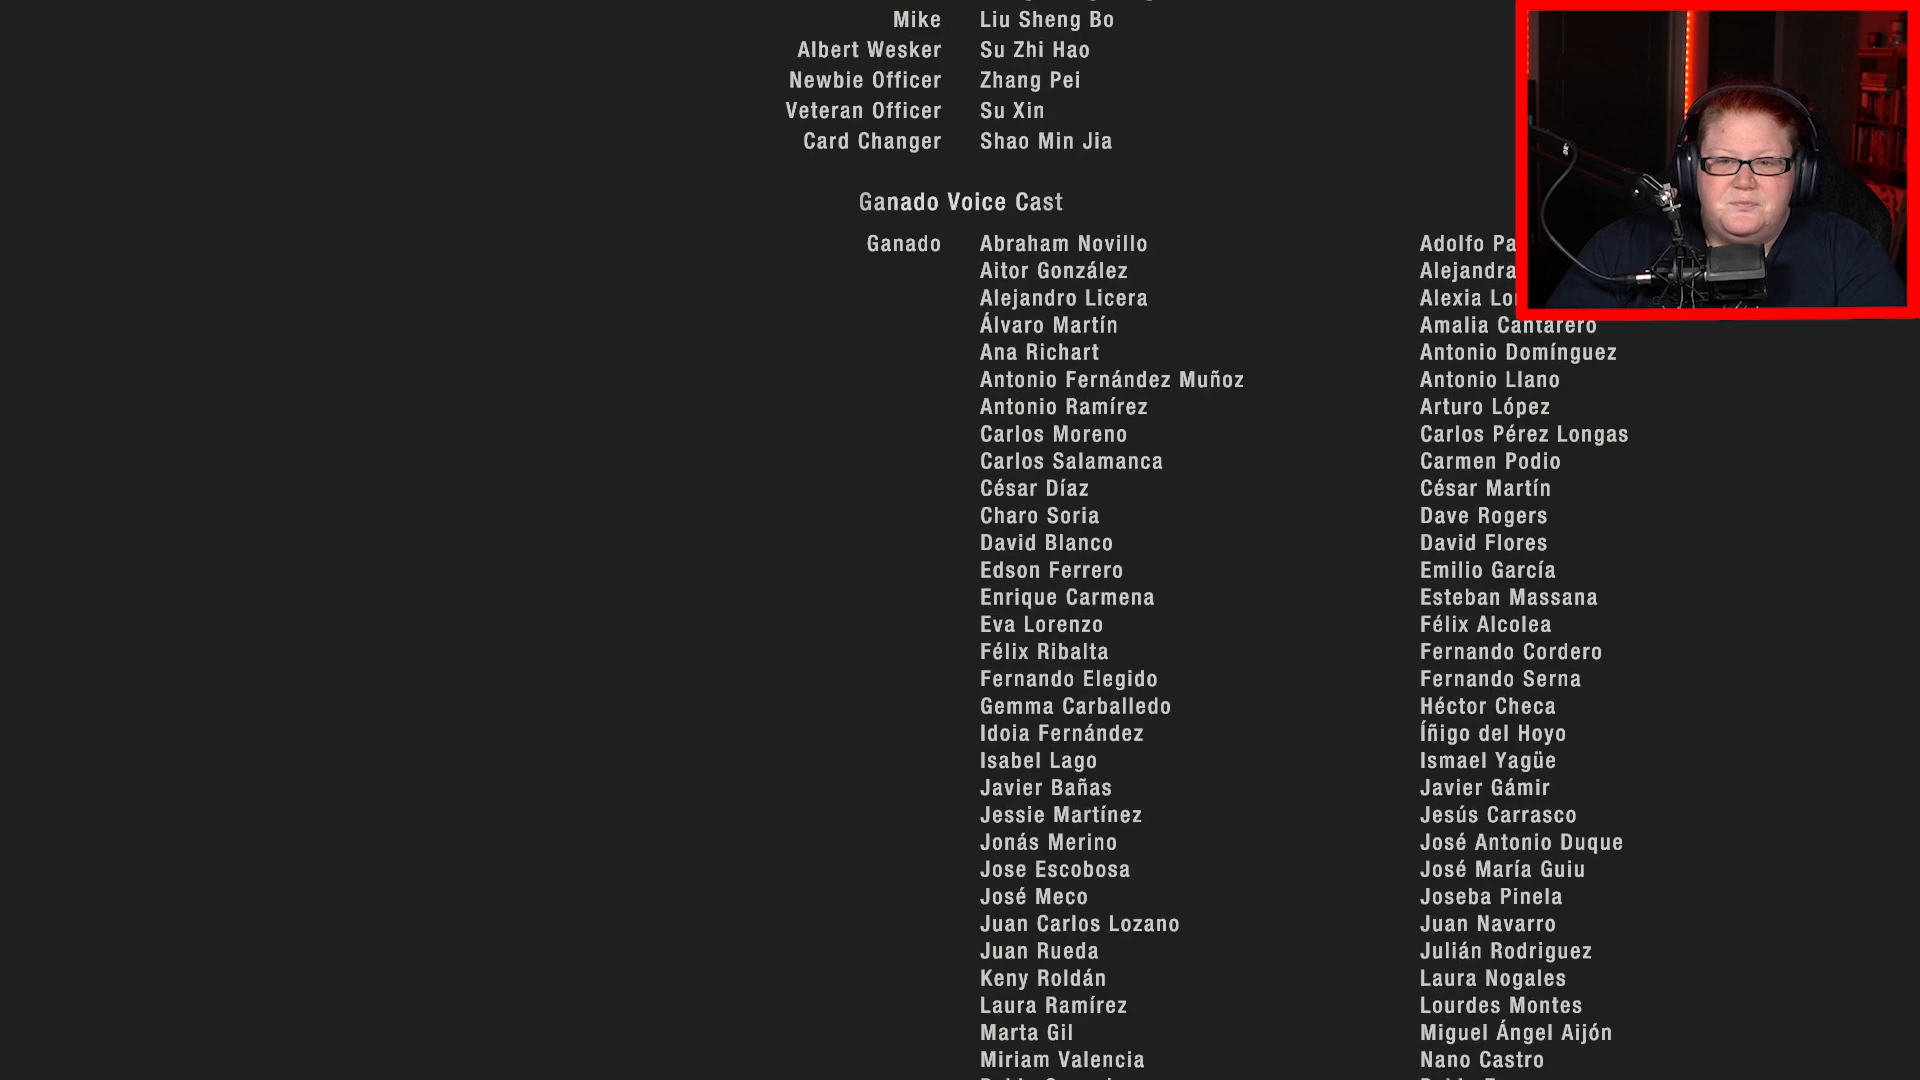 Mike Liu Sheng Bo
Albert Wesker Su Zhi Hao
Newbie Officer Zhang Pei
Veteran Officer Su Xin
Card Changer Shao Min Jia
Ganado Voice Cast
Ganado Abraham Novillo Adolfo
Aitor González Alejandra
Alejandro Licera Alexia
Álvaro Martín Amalia Cantarero
Ana Richart Antonio Domínguez
Antonio Fernández Muñoz Antonio Llano
Antonio Ramírez Arturo López
Carlos Moreno Carlos Pérez Longas
Carlos Salamanca Carmen Podio
César Díaz César Martín
Charo Soria Dave Rogers
David Blanco David Flores
Edson Ferrero Emilio García
Enrique Carmena Esteban Massana
Eva Lorenzo Félix Alcolea
Félix Ribalta Fernando Cordero
Fernando Elegido Fernando Serna
Gemma Carballedo Héctor Checa
Idoia Fernández Íñigo del Hoyo
Isabel Lago Ismael Yagüe
Javier Bañas Javier Gámir
Jessie Martínez Jesús Carrasco
Jonás Merino José Antonio Duque
Jose Escobosa José María Guiu
José Meco Joseba Pinela
Juan Carlos Lozano Juan Navarro
Juan Rueda Julián Rodriguez
Keny Roldán Laura Nogales
Laura Ramírez Lourdes Montes
Marta Gil Miguel Ángel Aijón
Miriam Valencia Nano Castro